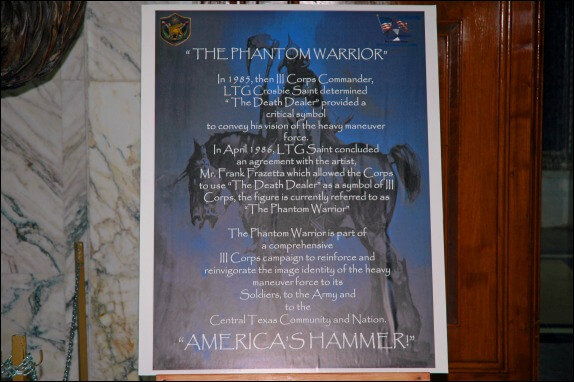 “ THE PHANTOM WARRIOR”
In 1985, then III Corps Commander,
LTG Crosbie Saint determined
“ The Death Dealer” provided a
critical symbol
to convey his vision of the heavy maneuver
force.
In April 1986, LTG Saint concluded
an agreement with the artist,
Mr. Frank Frazetta which allowed the Corps
to use “The Death Dealer” as a symbol of III
Corps, the figure is currently referred to as
“The Phantom Warrior”
The Phantom Warrior is part of
a comprehensive
III Corps campaign to reinforce and
reinvigorate the image identity of the heavy
maneuver force to its
Soldiers, to the Army and
to the
Central Texas Community and Nation.
“AMERICA'S HAMMER!”